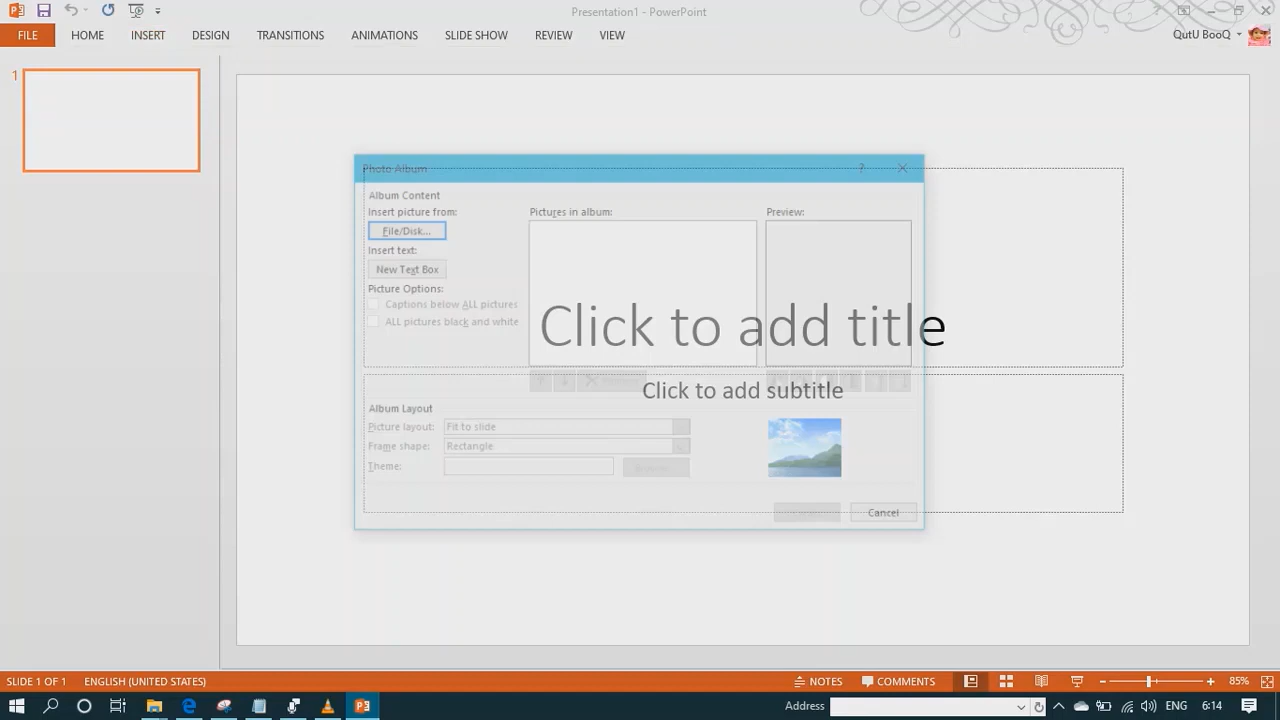 Presentation1 - PowerPoint
FILE HOME INSERT DESIGN TRANSITIONS ANIMATIONS SLIDE SHOW REVIEW VIEW QutU BooQ
1
Photo Album ?
Album Content
Insert picture from: Pictures in album: Preview:
File/Disk...
Insert text:
New Text Box
Picture Options:
Captions below ALL pictures
ALL pictures black and white
Click to add title
Click to add subtitle
Album Layout
Picture layout: Fit to slide
Frame shape: Rectangle
Theme:
Cancel
SLIDE 1 OF 1 ENGLISH (UNITED STATES) NOTES COMMENTS 85%
Address ENG 6:14